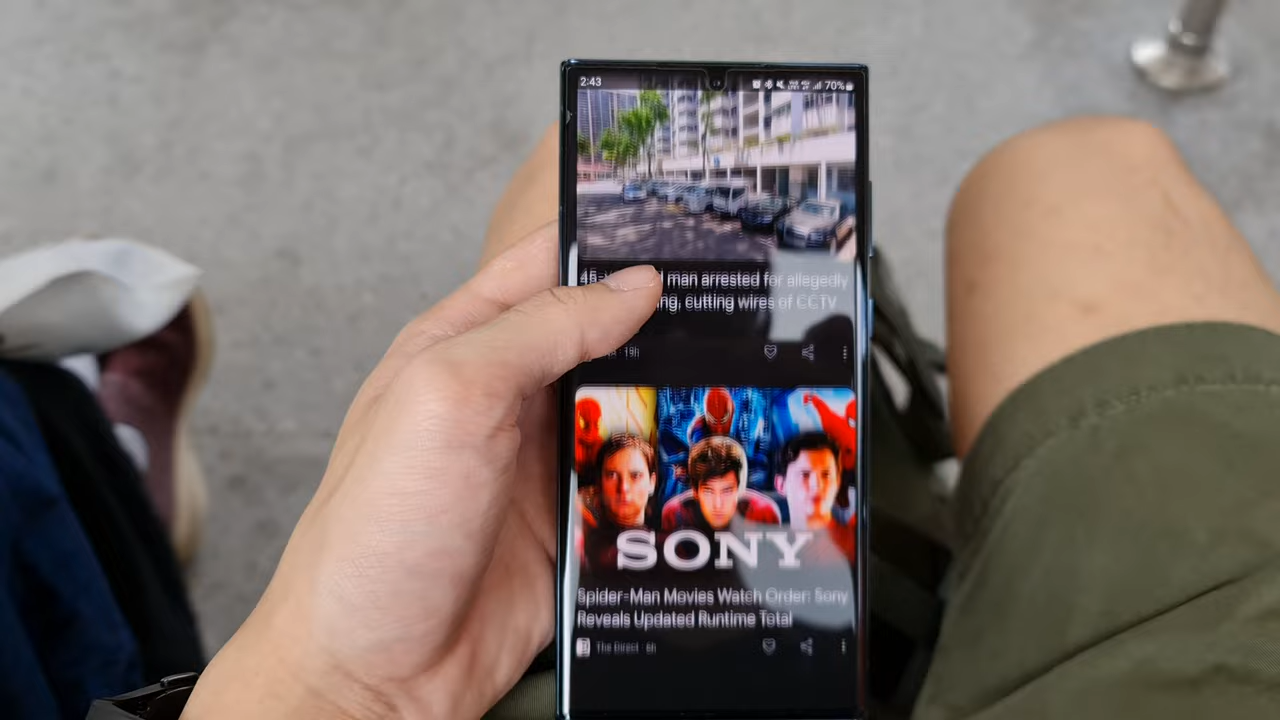 2:43 70%
man arrested for allegedly
cutting wires of CCTV
19h
SONY
Spider-Man Movies Watch Order: Sony
Reveals Updated Runtime Total
The Direct · 6h